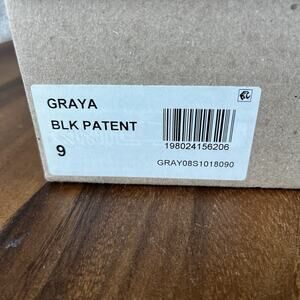 GRAYA
BLK PATENT
9
198024156206
GRAY08S1018090